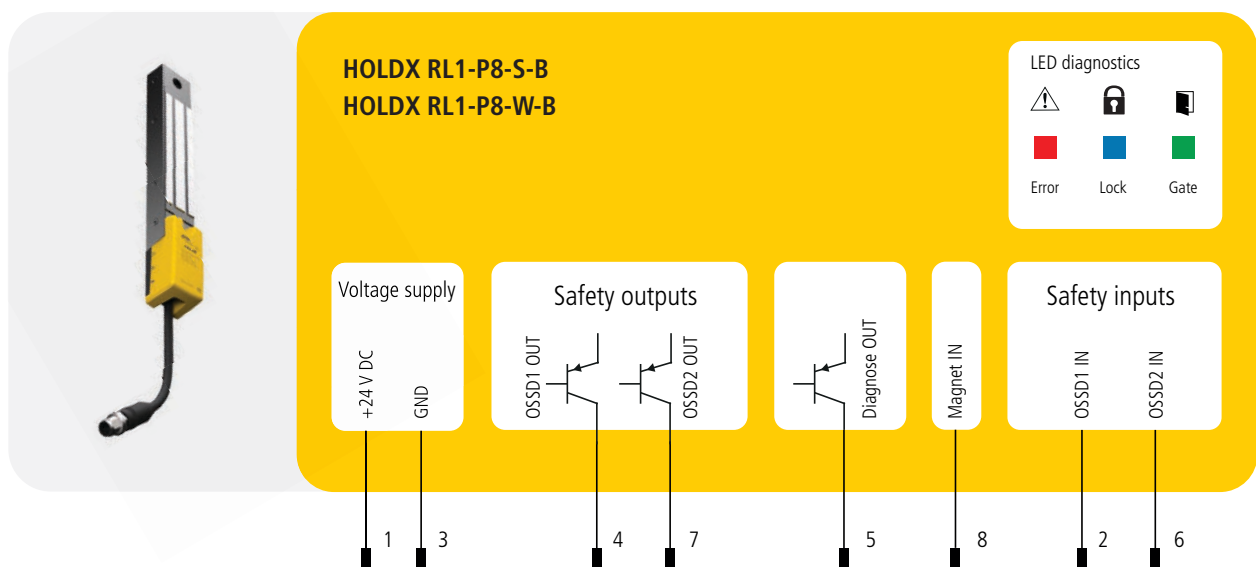 HOLDX RL1-P8-S-B
HOLDX RL1-P8-W-B
LED diagnostics
Error
Lock
Gate
Voltage supply
+24 V DC
GND
Safety outputs
OSSD1 OUT
OSSD2 OUT
Diagnose OUT
Magnet IN
Safety inputs
OSSD1 IN
OSSD2 IN
1
3
4
7
5
8
2
6